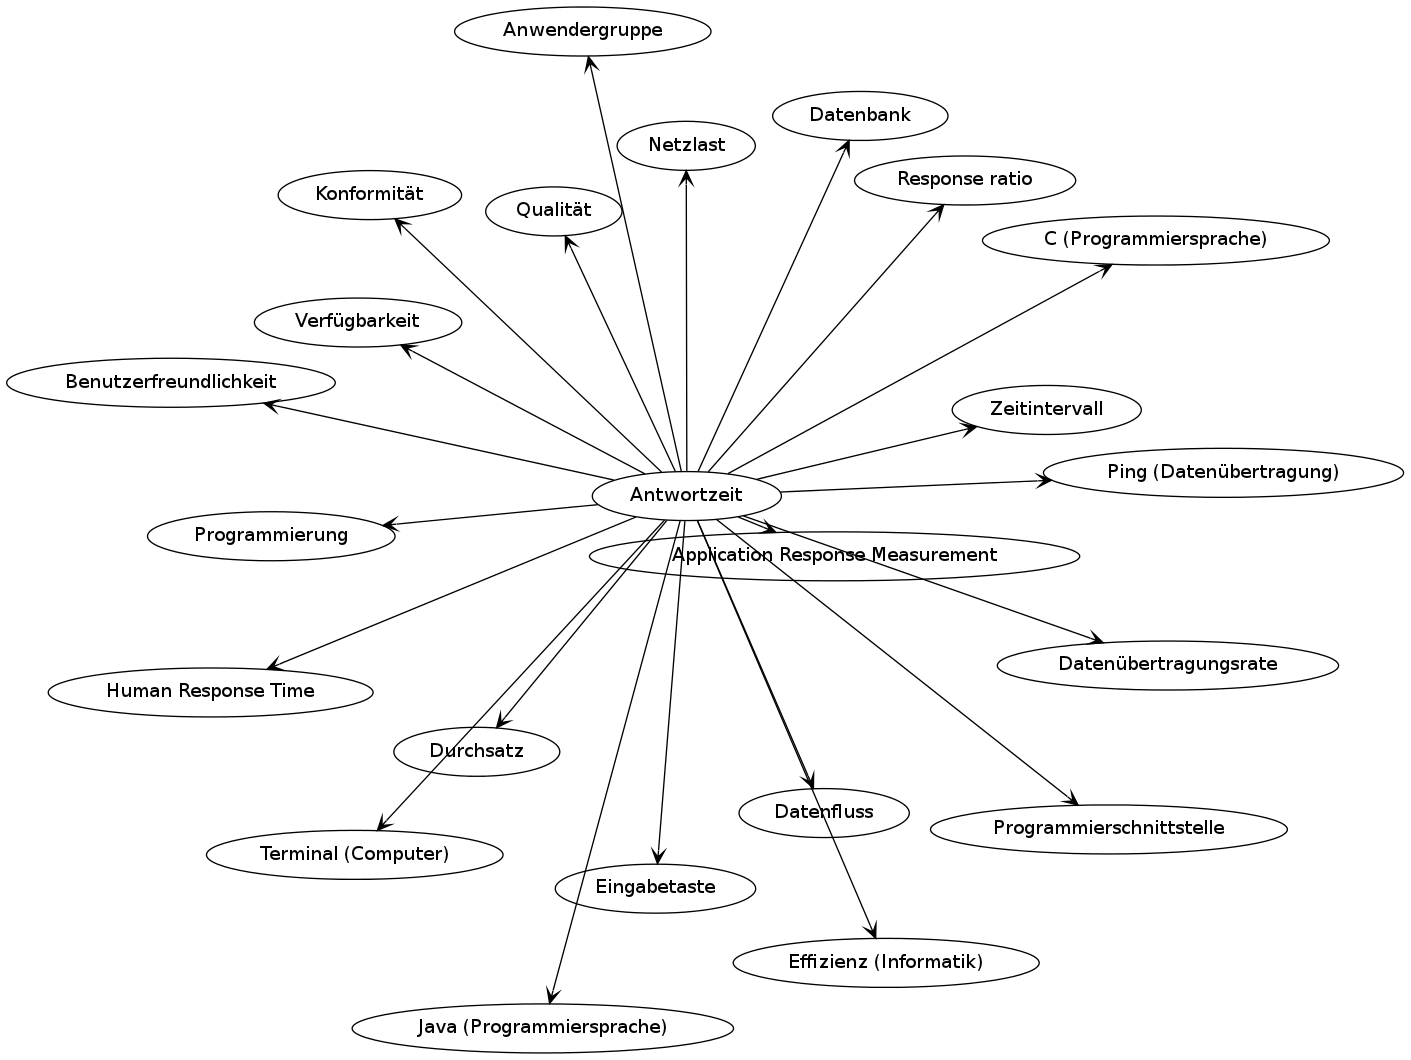 Anwendergruppe
Datenbank
Netzlast
Response ratio
Konformität
Qualität
C (Programmiersprache)
Verfügbarkeit
Benutzerfreundlichkeit
Zeitintervall
Ping (Datenübertragung)
Antwortzeit
Programmierung
Application Response Measurement
Datenübertragungsrate
Human Response Time
Durchsatz
Datenfluss
Programmierschnittstelle
Terminal (Computer)
Eingabetaste
Effizienz (Informatik)
Java (Programmiersprache)